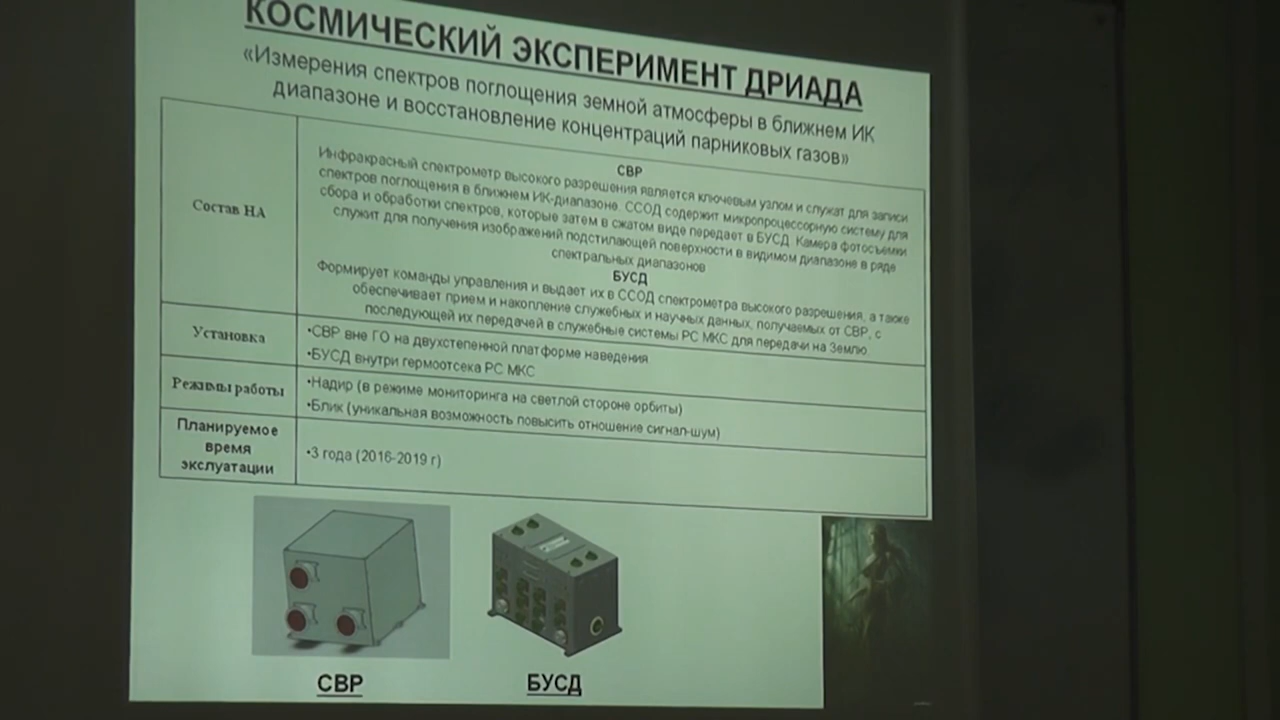 КОСМИЧЕСКИЙ ЭКСПЕРИМЕНТ ДРИАДА
«Измерения спектров поглощения земной атмосферы в ближнем ИК
диапазоне и восстановление концентраций парниковых газов»
Состав НА
СВР
Инфракрасный спектрометр высокого разрешения является ключевым узлом и служат для записи
спектров поглощения в ближнем ИК-диапазоне. ССОД содержит микропроцессорную систему для
сбора и обработки спектров, которые затем в сжатом виде передает в БУСД. Камера фотосъемки
служит для получения изображений подстилающей поверхности в видимом диапазоне в ряде
спектральных диапазонов
БУСД
Формирует команды управления и выдает их в ССОД спектрометра высокого разрешения, а также
обеспечивает прием и накопление служебных и научных данных, получаемых от СВР, с
последующей их передачей в служебные системы РС МКС для передачи на Землю
Установка
•СВР вне ГО на двухстепенной платформе наведения
•БУСД внутри гермоотсека РС МКС
Режимы работы
•Надир (в режиме мониторинга на светлой стороне орбиты)
•Блик (уникальная возможность повысить отношение сигнал-шум)
Планируемое
время
экслуатации
•3 года (2016-2019 г)
СВР
БУСД